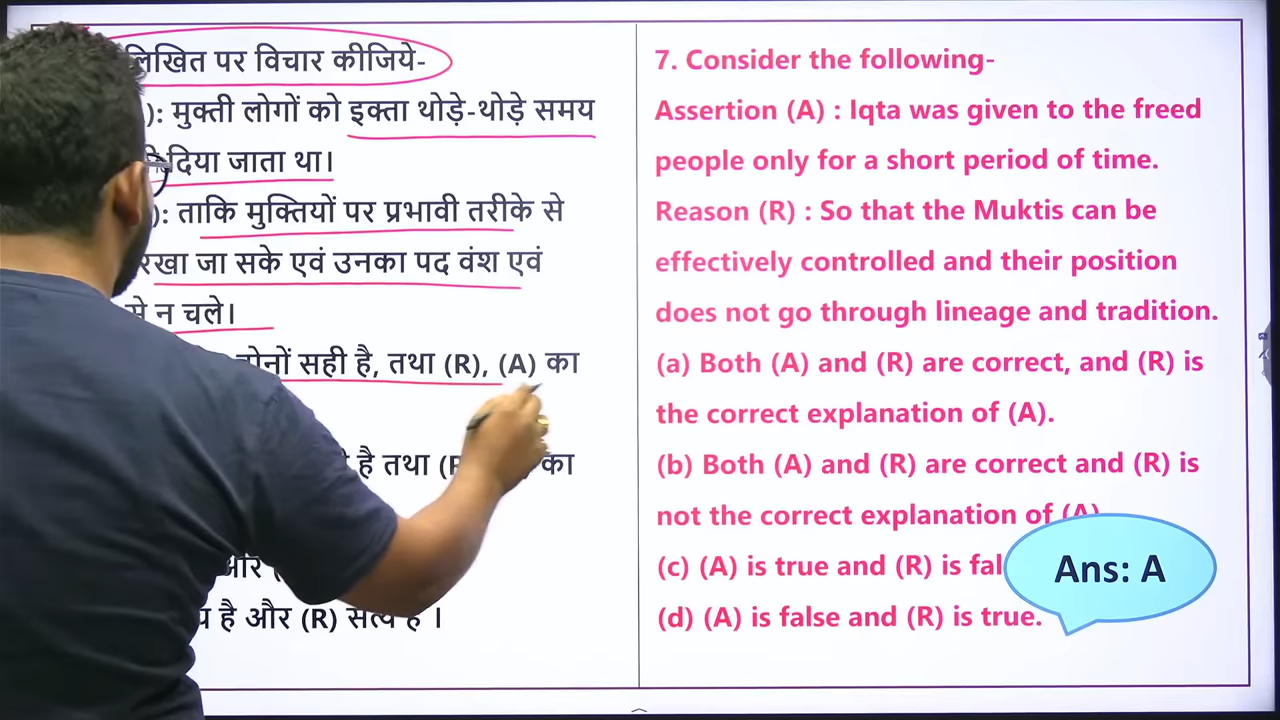 लिखित पर विचार कीजिये-
): मुक्ती लोगों को इक्ता थोड़े-थोड़े समय
दिया जाता था।
): ताकि मुक्तियों पर प्रभावी तरीके से
रखा जा सके एवं उनका पद वंश एवं
से न चले।
दोनों सही है, तथा (R), (A) का
है तथा ( का
और (
है और (R) सत्य है ।
7. Consider the following-
Assertion (A) : Iqta was given to the freed
people only for a short period of time.
Reason (R) : So that the Muktis can be
effectively controlled and their position
does not go through lineage and tradition.
(a) Both (A) and (R) are correct, and (R) is
the correct explanation of (A).
(b) Both (A) and (R) are correct and (R) is
not the correct explanation of (A)
(c) (A) is true and (R) is fal
(d) (A) is false and (R) is true.
Ans: A